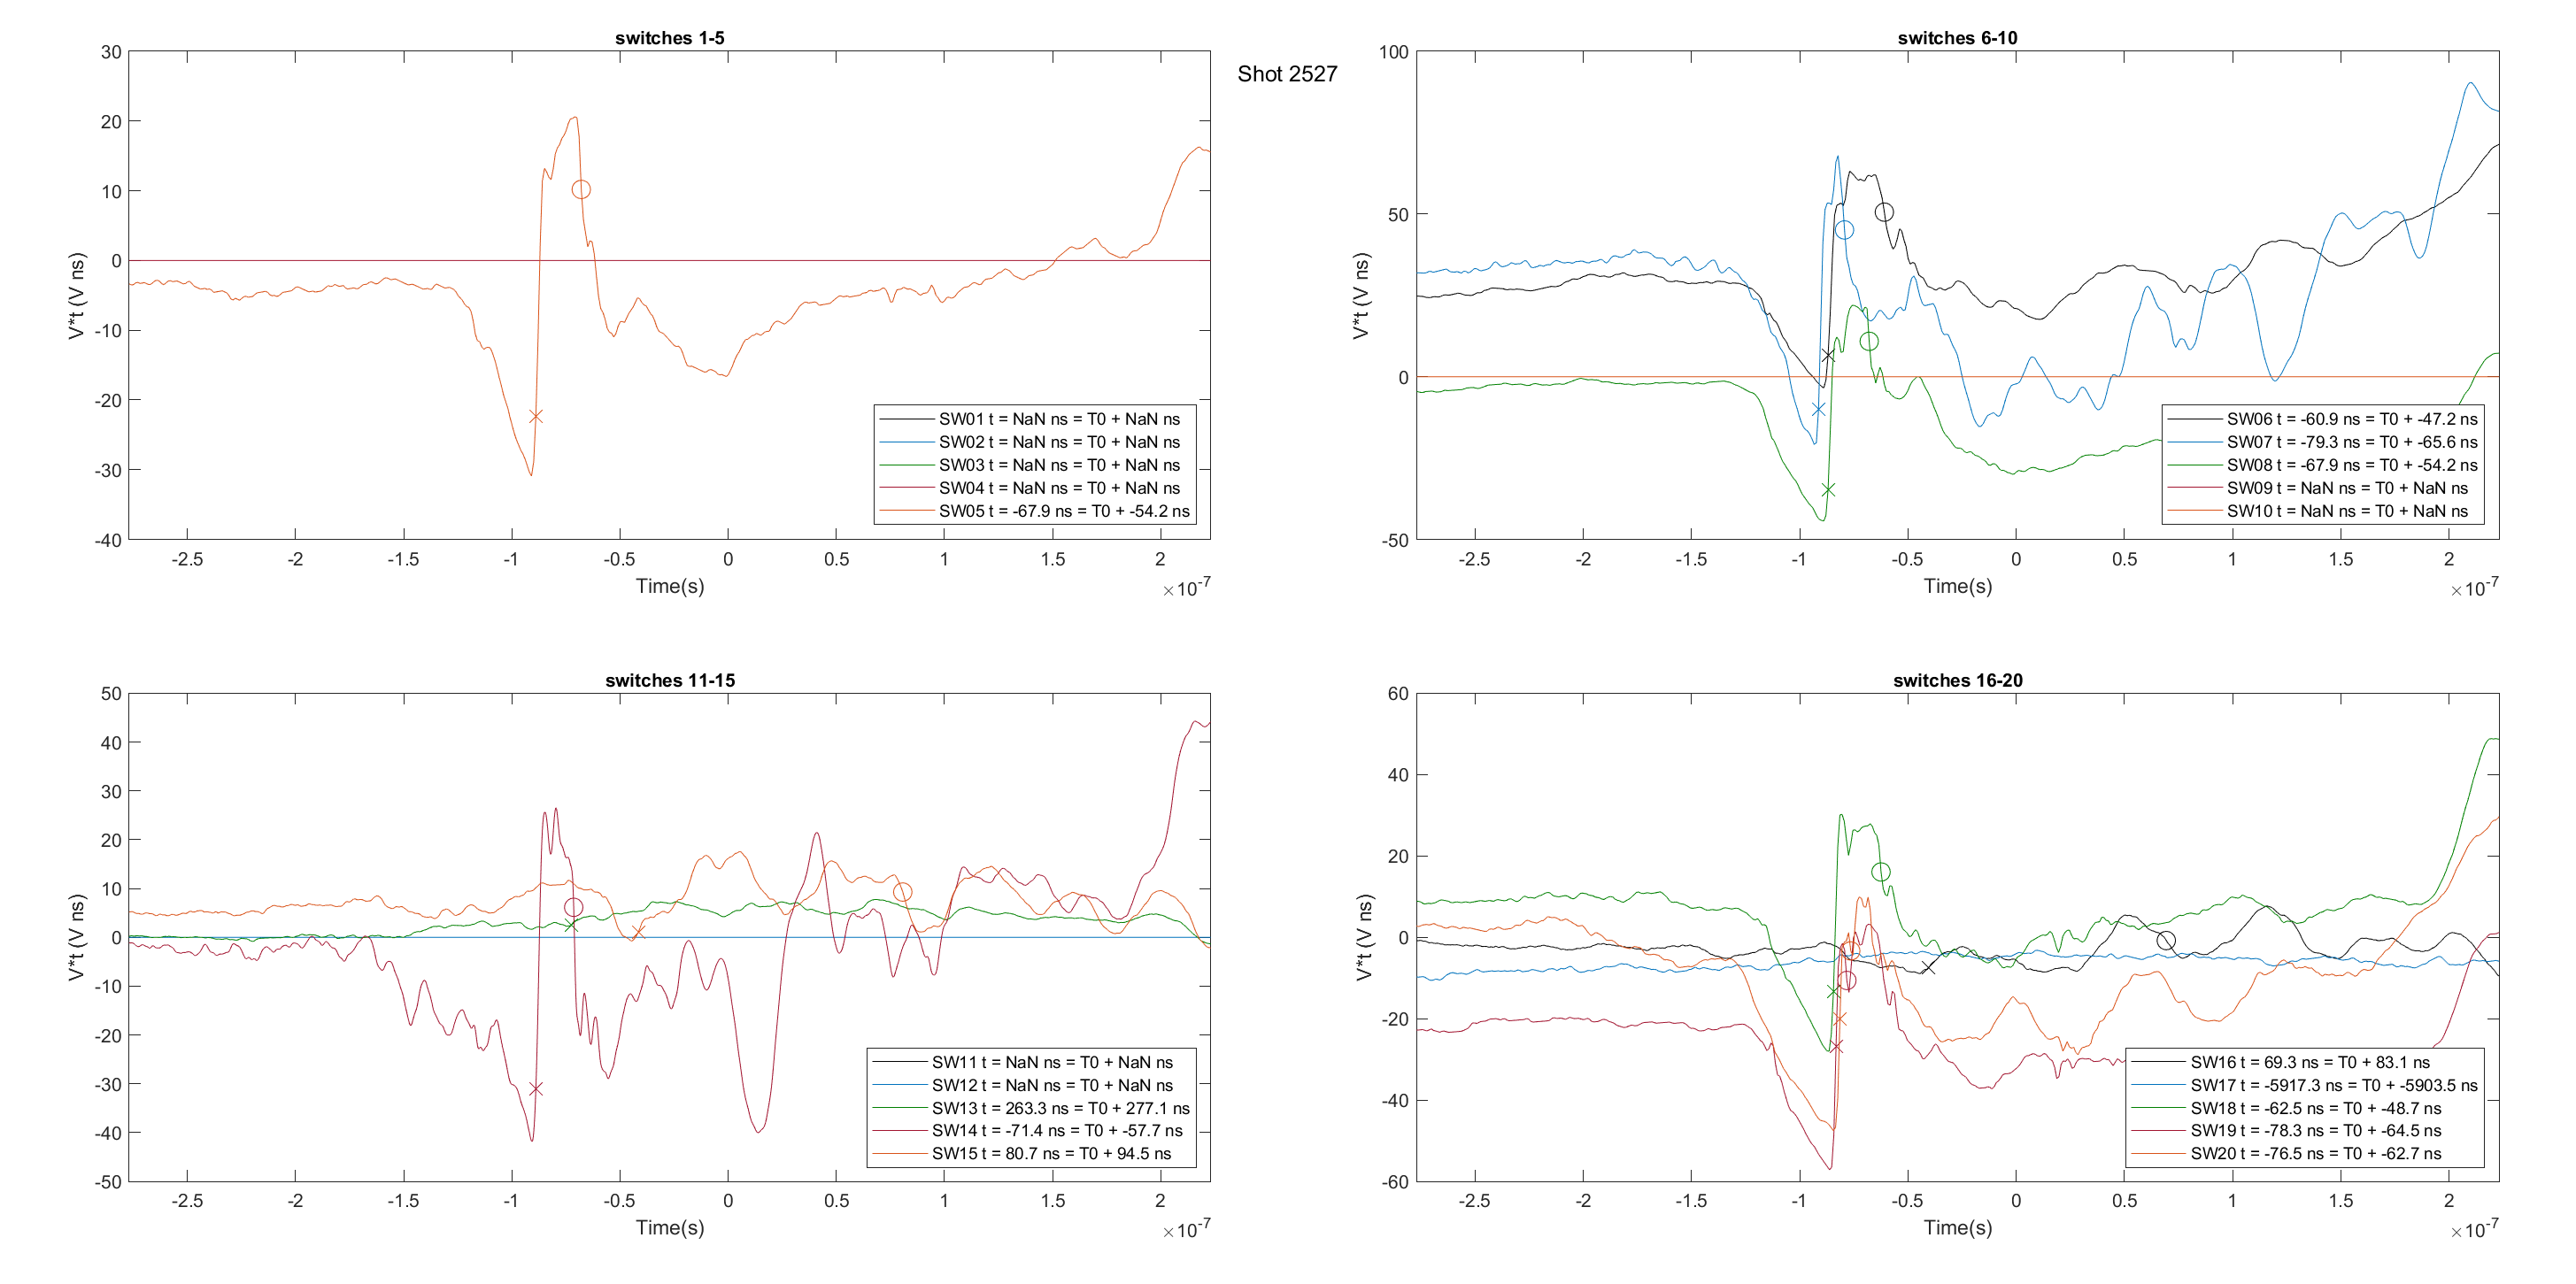 Shot 2527
switches 1-5
30
20
10
0
-10
-20
-30
-40
V*t (V ns)
-2.5 -2 -1.5 -1 -0.5 0 0.5 1 1.5 2
Time(s)
×10-7
SW01 t = NaN ns = T0 + NaN ns
SW02 t = NaN ns = T0 + NaN ns
SW03 t = NaN ns = T0 + NaN ns
SW04 t = NaN ns = T0 + NaN ns
SW05 t = -67.9 ns = T0 + -54.2 ns
switches 6-10
100
50
0
-50
V*t (V ns)
-2.5 -2 -1.5 -1 -0.5 0 0.5 1 1.5 2
Time(s)
×10-7
SW06 t = -60.9 ns = T0 + -47.2 ns
SW07 t = -79.3 ns = T0 + -65.6 ns
SW08 t = -67.9 ns = T0 + -54.2 ns
SW09 t = NaN ns = T0 + NaN ns
SW10 t = NaN ns = T0 + NaN ns
switches 11-15
50
40
30
20
10
0
-10
-20
-30
-40
-50
V*t (V ns)
-2.5 -2 -1.5 -1 -0.5 0 0.5 1 1.5 2
Time(s)
×10-7
SW11 t = NaN ns = T0 + NaN ns
SW12 t = NaN ns = T0 + NaN ns
SW13 t = 263.3 ns = T0 + 277.1 ns
SW14 t = -71.4 ns = T0 + -57.7 ns
SW15 t = 80.7 ns = T0 + 94.5 ns
switches 16-20
60
40
20
0
-20
-40
-60
V*t (V ns)
-2.5 -2 -1.5 -1 -0.5 0 0.5 1 1.5 2
Time(s)
×10-7
SW16 t = 69.3 ns = T0 + 83.1 ns
SW17 t = -5917.3 ns = T0 + -5903.5 ns
SW18 t = -62.5 ns = T0 + -48.7 ns
SW19 t = -78.3 ns = T0 + -64.5 ns
SW20 t = -76.5 ns = T0 + -62.7 ns